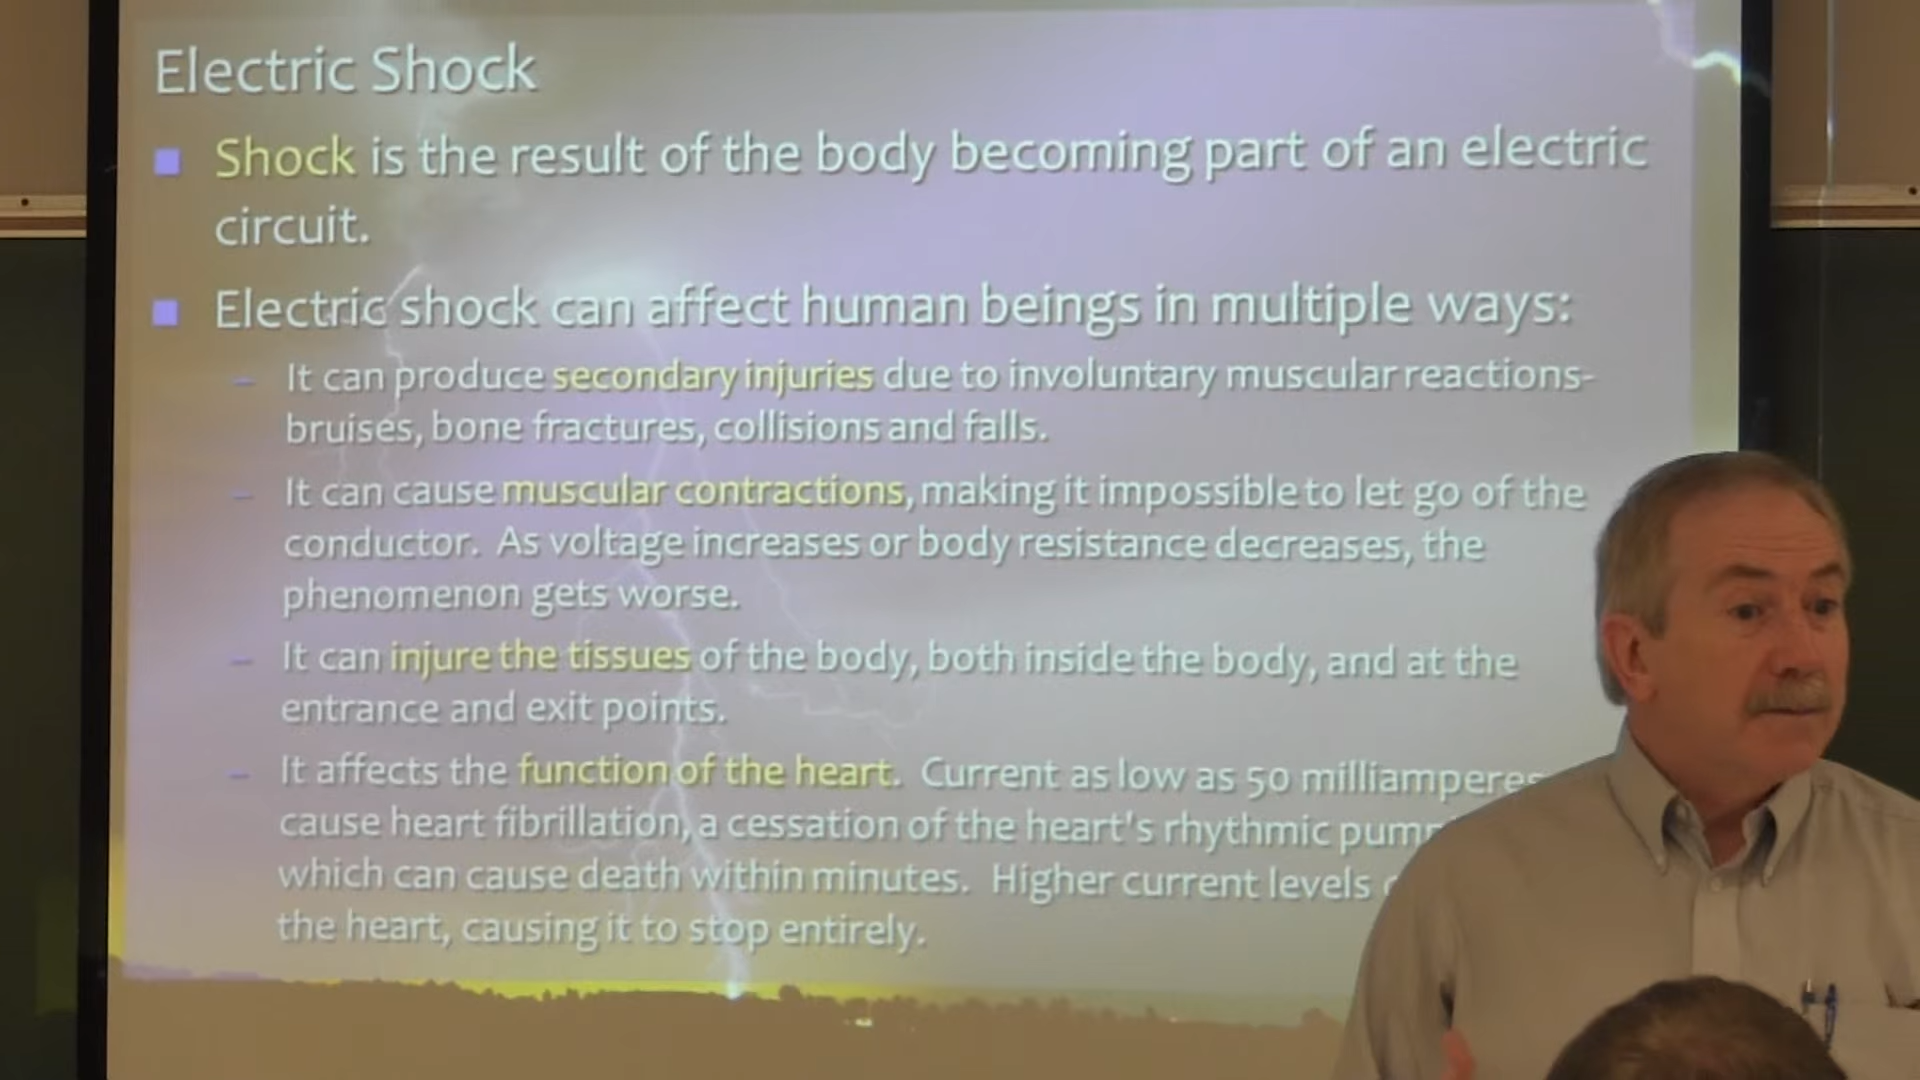 Electric Shock
Shock is the result of the body becoming part of an electric
circuit.
Electric shock can affect human beings in multiple ways:
It can produce secondary injuries due to involuntary muscular reactions-
bruises, bone fractures, collisions and falls.
It can cause muscular contractions, making it impossible to let go of the
conductor. As voltage increases or body resistance decreases, the
phenomenon gets worse.
It can injure the tissues of the body, both inside the body, and at the
entrance and exit points.
It affects the function of the heart. Current as low as 50 milliamperes
cause heart fibrillation, a cessation of the heart's rhythmic
which can cause death within minutes. Higher current levels
the heart, causing it to stop entirely.